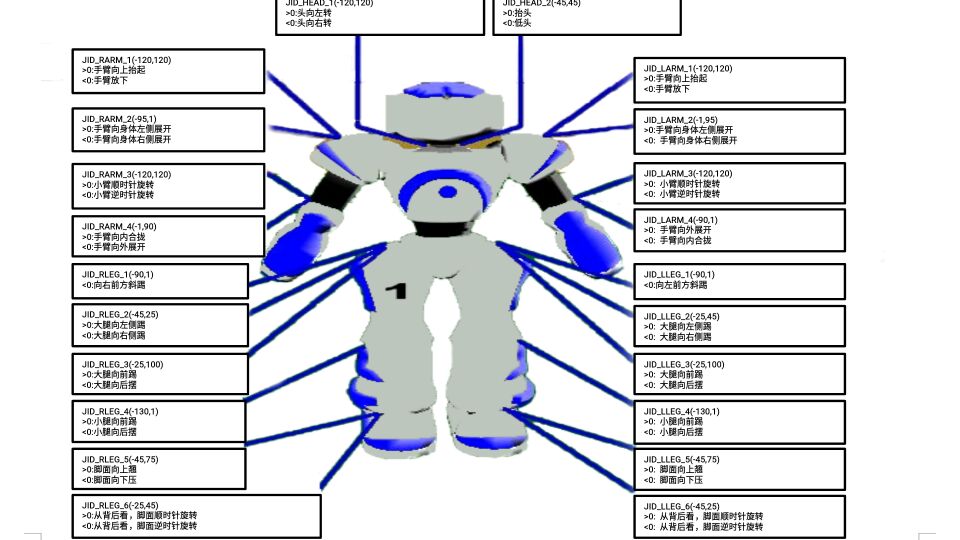 JID_HEAD_1(-120,120)
>0:头向左转
<0:头向右转
JID_HEAD_2(-45,45)
>0:抬头
<0:低头
JID_RARM_1(-120,120)
>0:手臂向上抬起
<0:手臂放下
JID_RARM_2(-95,1)
>0:手臂向身体左侧展开
<0:手臂向身体右侧展开
JID_RARM_3(-120,120)
>0:小臂顺时针旋转
<0:小臂逆时针旋转
JID_RARM_4(-1,90)
>0:手臂向内合拢
<0:手臂向外展开
JID_RLEG_1(-90,1)
<0:向右前方斜踢
JID_RLEG_2(-45,25)
>0:大腿向左侧踢
<0:大腿向右侧踢
JID_RLEG_3(-25,100)
>0:大腿向前踢
<0:大腿向后摆
JID_RLEG_4(-130,1)
>0:小腿向前踢
<0:小腿向后摆
JID_RLEG_5(-45,75)
>0:脚面向上翘
<0:脚面向下压
JID_RLEG_6(-25,45)
>0:从背后看，脚面顺时针旋转
<0:从背后看，脚面逆时针旋转
1
JID_LARM_1(-120,120)
>0:手臂向上抬起
<0:手臂放下
JID_LARM_2(-1,95)
>0:手臂向身体左侧展开
<0: 手臂向身体右侧展开
JID_LARM_3(-120,120)
>0: 小臂顺时针旋转
<0: 小臂逆时针旋转
JID_LARM_4(-90,1)
>0: 手臂向外展开
<0: 手臂向内合拢
JID_LLEG_1(-90,1)
<0:向左前方斜踢
JID_LLEG_2(-25,45)
>0: 大腿向左侧踢
<0: 大腿向右侧踢
JID_LLEG_3(-25,100)
>0: 大腿向前踢
<0: 大腿向后摆
JID_LLEG_4(-130,1)
>0: 小腿向前踢
<0: 小腿向后摆
JID_LLEG_5(-45,75)
>0: 脚面向上翘
<0: 脚面向下压
JID_LLEG_6(-45,25)
>0: 从背后看，脚面顺时针旋转
<0: 从背后看，脚面逆时针旋转